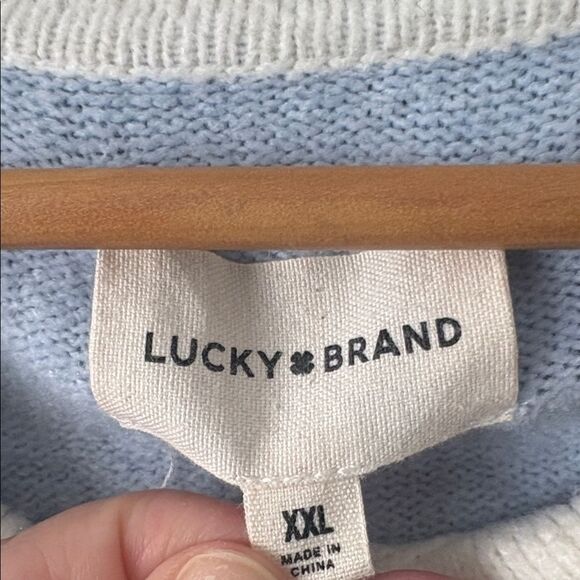 LUCKY BRAND
XXL
MADE IN
CHINA